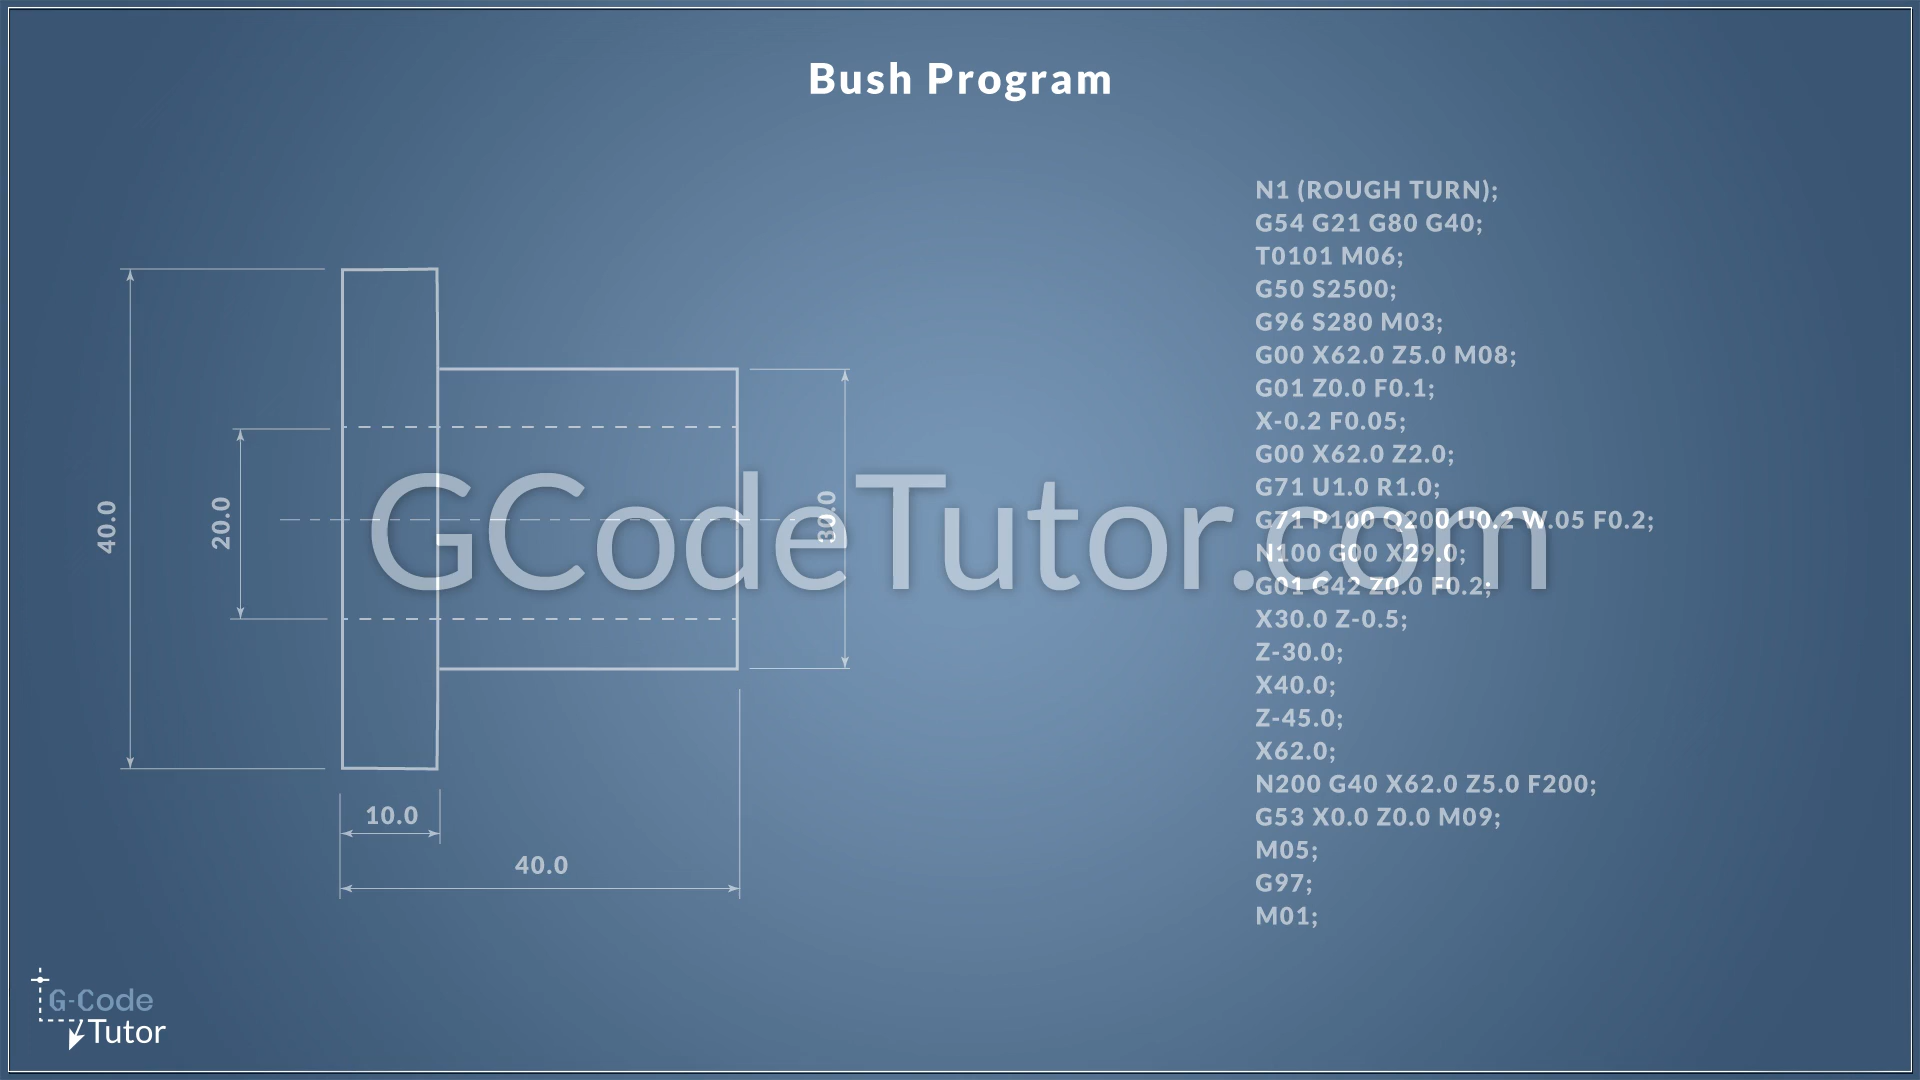 Bush Program
N1 (ROUGH TURN);
G54 G21 G80 G40;
T0101 M06;
G50 S2500;
G96 S280 M03;
G00 X62.0 Z5.0 M08;
G01 Z0.0 F0.1;
X-0.2 F0.05;
G00 X62.0 Z2.0;
G71 U1.0 R1.0;
G71 P100 Q200 U0.2 W.05 F0.2;
N100 G00 X29.0;
G01 G42 Z0.0 F0.2;
X30.0 Z-0.5;
Z-30.0;
X40.0;
Z-45.0;
X62.0;
N200 G40 X62.0 Z5.0 F200;
G53 X0.0 Z0.0 M09;
M05;
G97;
M01;
40.0
20.0
30.0
10.0
40.0
GCodeTutor.com
G-Code
Tutor